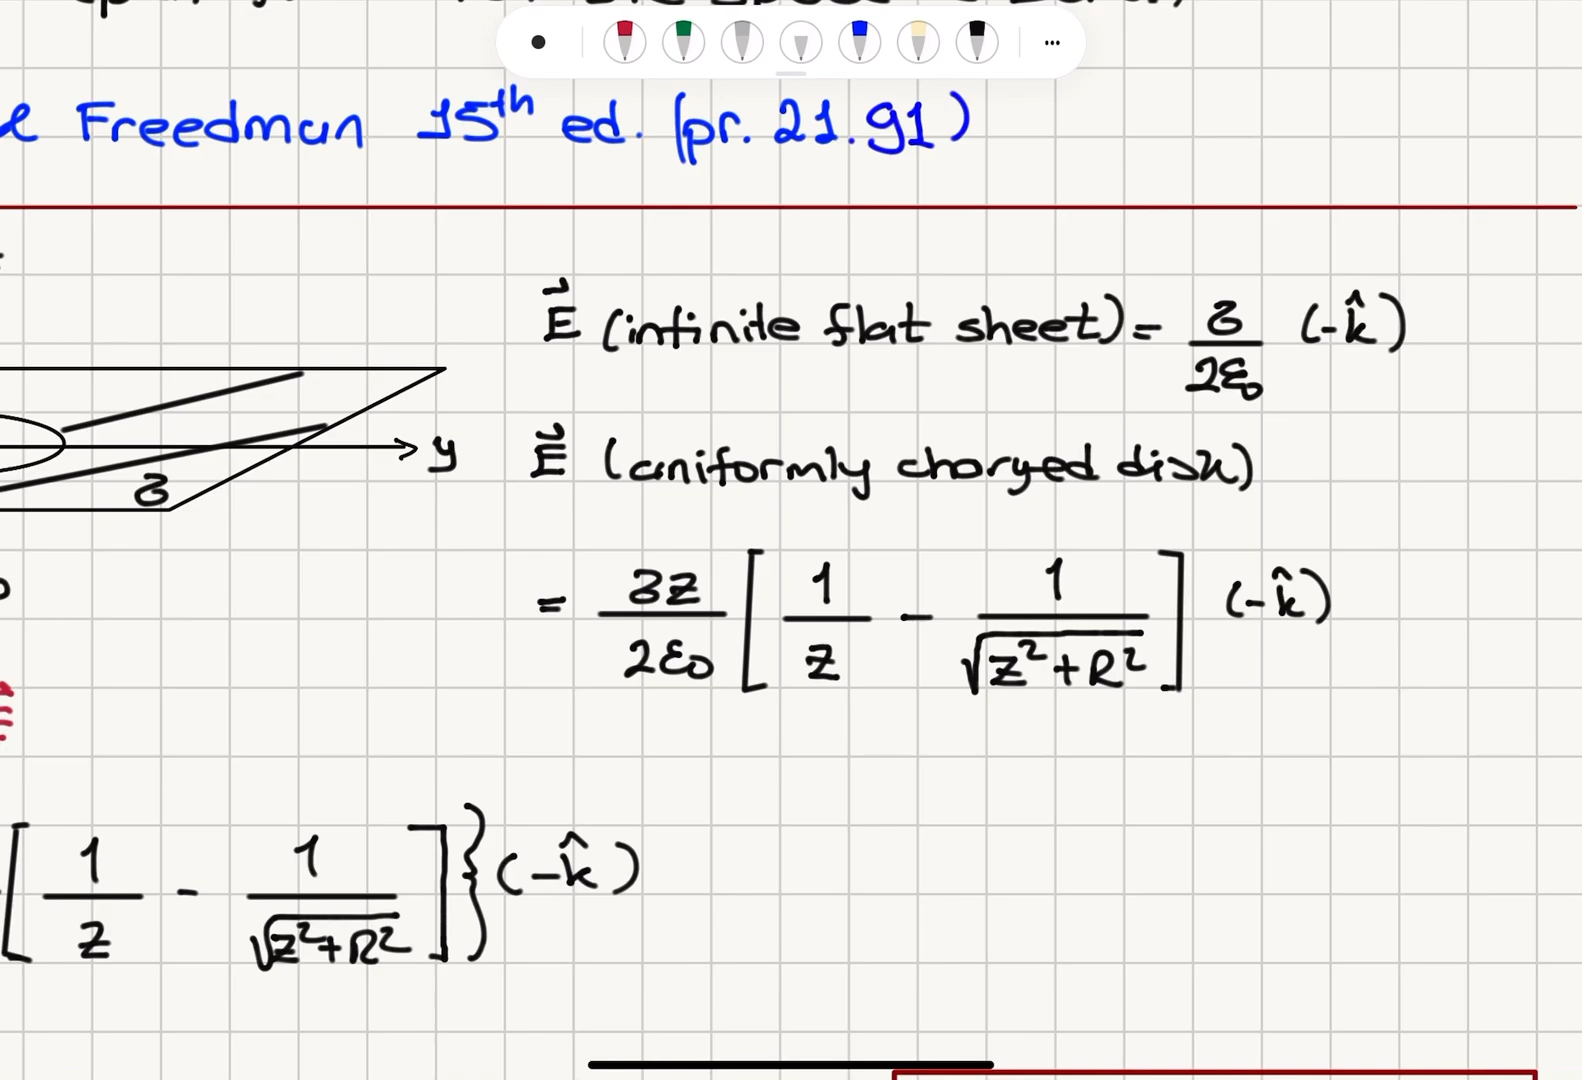 Freedman 15th ed. (pr. 21.91)
E⃗ (infinite flat sheet) = σ/2ε₀ (-k̂)
y
E⃗ (uniformly charged disk)
σ
= σz/2ε₀ [ 1/z - 1/√(z²+R²) ] (-k̂)
[ 1/z - 1/√(z²+R²) ] } (-k̂)